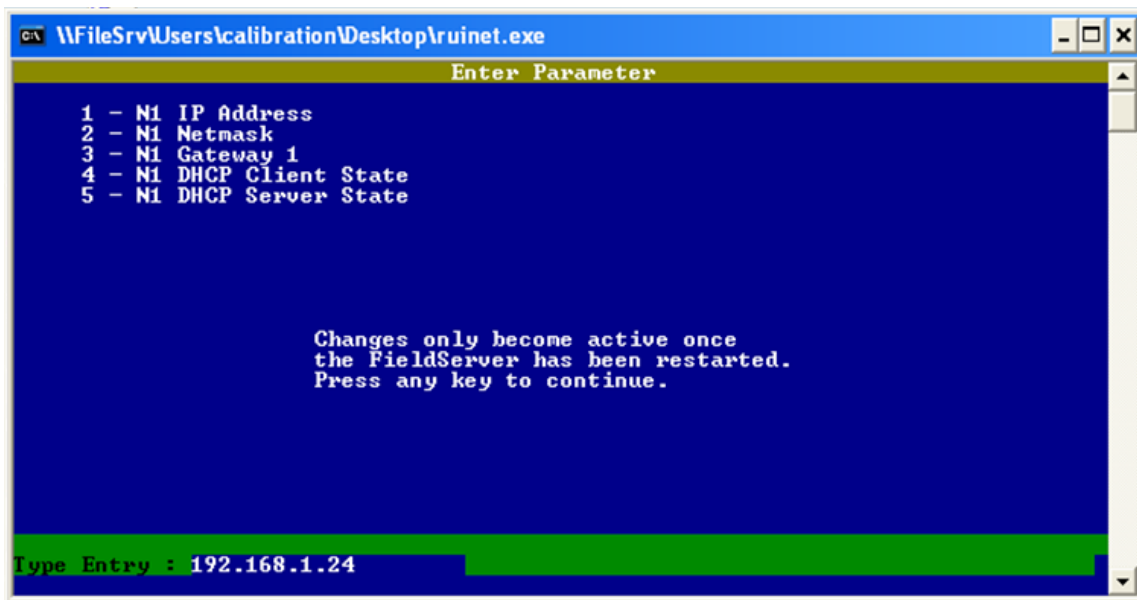 \\FileSrv\Users\calibration\Desktop\ruinet.exe
Enter Parameter
1 - N1 IP Address
2 - N1 Netmask
3 - N1 Gateway 1
4 - N1 DHCP Client State
5 - N1 DHCP Server State
Changes only become active once
the FieldServer has been restarted.
Press any key to continue.
Type Entry : 192.168.1.24